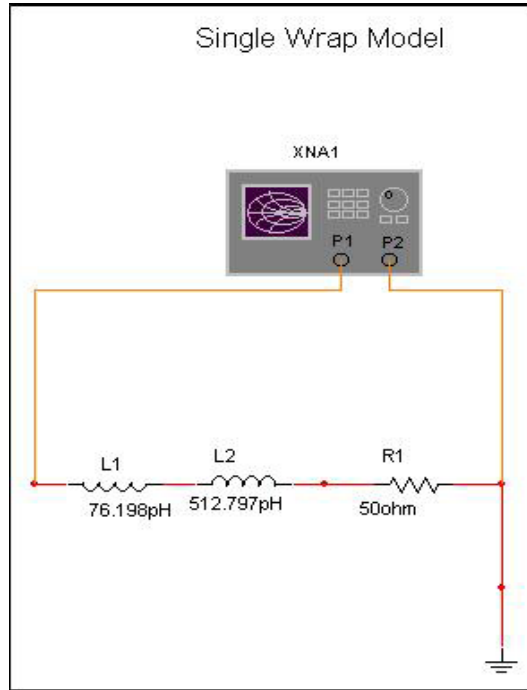 Single Wrap Model
XNA1
P1 P2
L1 L2 R1
76.198pH 512.797pH 50ohm